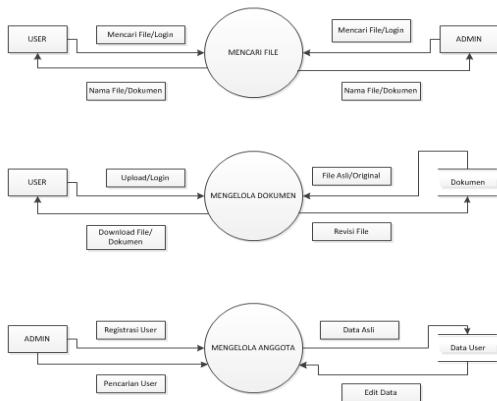 Mencari File/Login
Mencari File/Login
USER
MENCARI FILE
ADMIN
Nama File/Dokumen
Nama File/Dokumen
Upload/Login
File Asli/Original
USER
MENGELOLA DOKUMEN
Dokumen
Download File/
Dokumen
Revisi File
Registrasi User
Data Asli
ADMIN
MENGELOLA ANGGOTA
Data User
Pencarian User
Edit Data